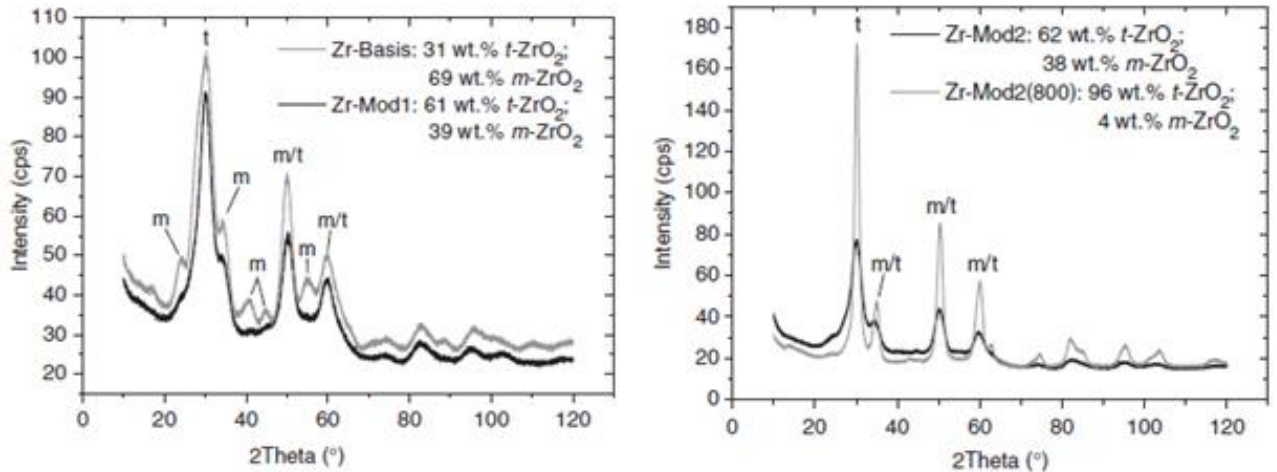 110
100
90
80
70
60
50
40
30
20
Intensity (cps)
t
Zr-Basis: 31 wt.% t-ZrO2;
69 wt.% m-ZrO2
Zr-Mod1: 61 wt.% t-ZrO2;
39 wt.% m-ZrO2
m
m
m
m/t
m
m/t
0 20 40 60 80 100 120
2Theta (°)
180
160
140
120
100
80
60
40
20
0
Intensity (cps)
t
Zr-Mod2: 62 wt.% t-ZrO2;
38 wt.% m-ZrO2
Zr-Mod2(800): 96 wt.% t-ZrO2;
4 wt.% m-ZrO2
m/t
m/t
m/t
0 20 40 60 80 100 120
2Theta (°)